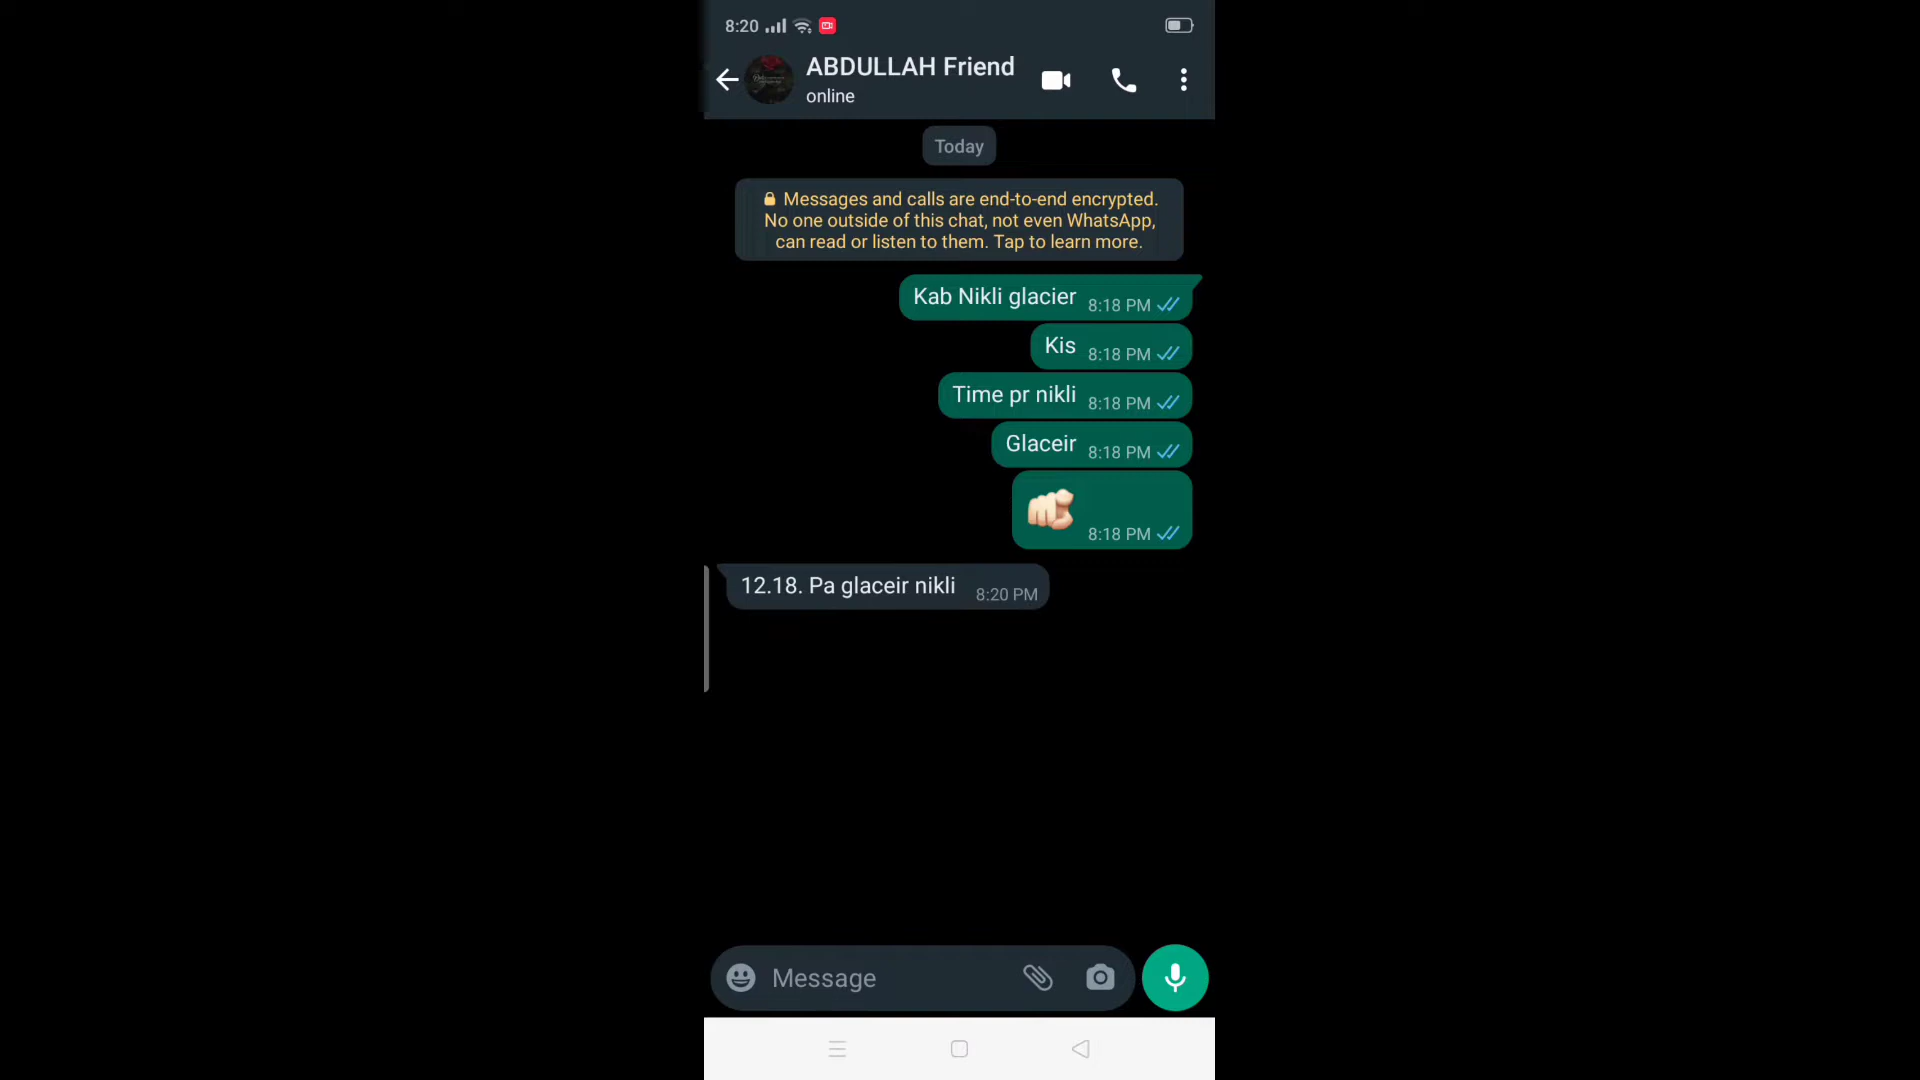 8:20
ABDULLAH Friend
online
Today
Messages and calls are end-to-end encrypted.
No one outside of this chat, not even WhatsApp,
can read or listen to them. Tap to learn more.
Kab Nikli glacier 8:18 PM
Kis 8:18 PM
Time pr nikli 8:18 PM
Glaceir 8:18 PM
8:18 PM
12.18. Pa glaceir nikli 8:20 PM
Message